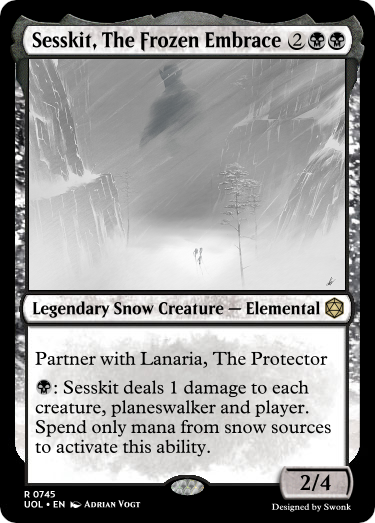 Sesskit, The Frozen Embrace 2
Legendary Snow Creature — Elemental
Partner with Lanaria, The Protector
: Sesskit deals 1 damage to each
creature, planeswalker and player.
Spend only mana from snow sources
to activate this ability.
2/4
R 0745
UOL • EN Adrian Vogt
Designed by Swonk